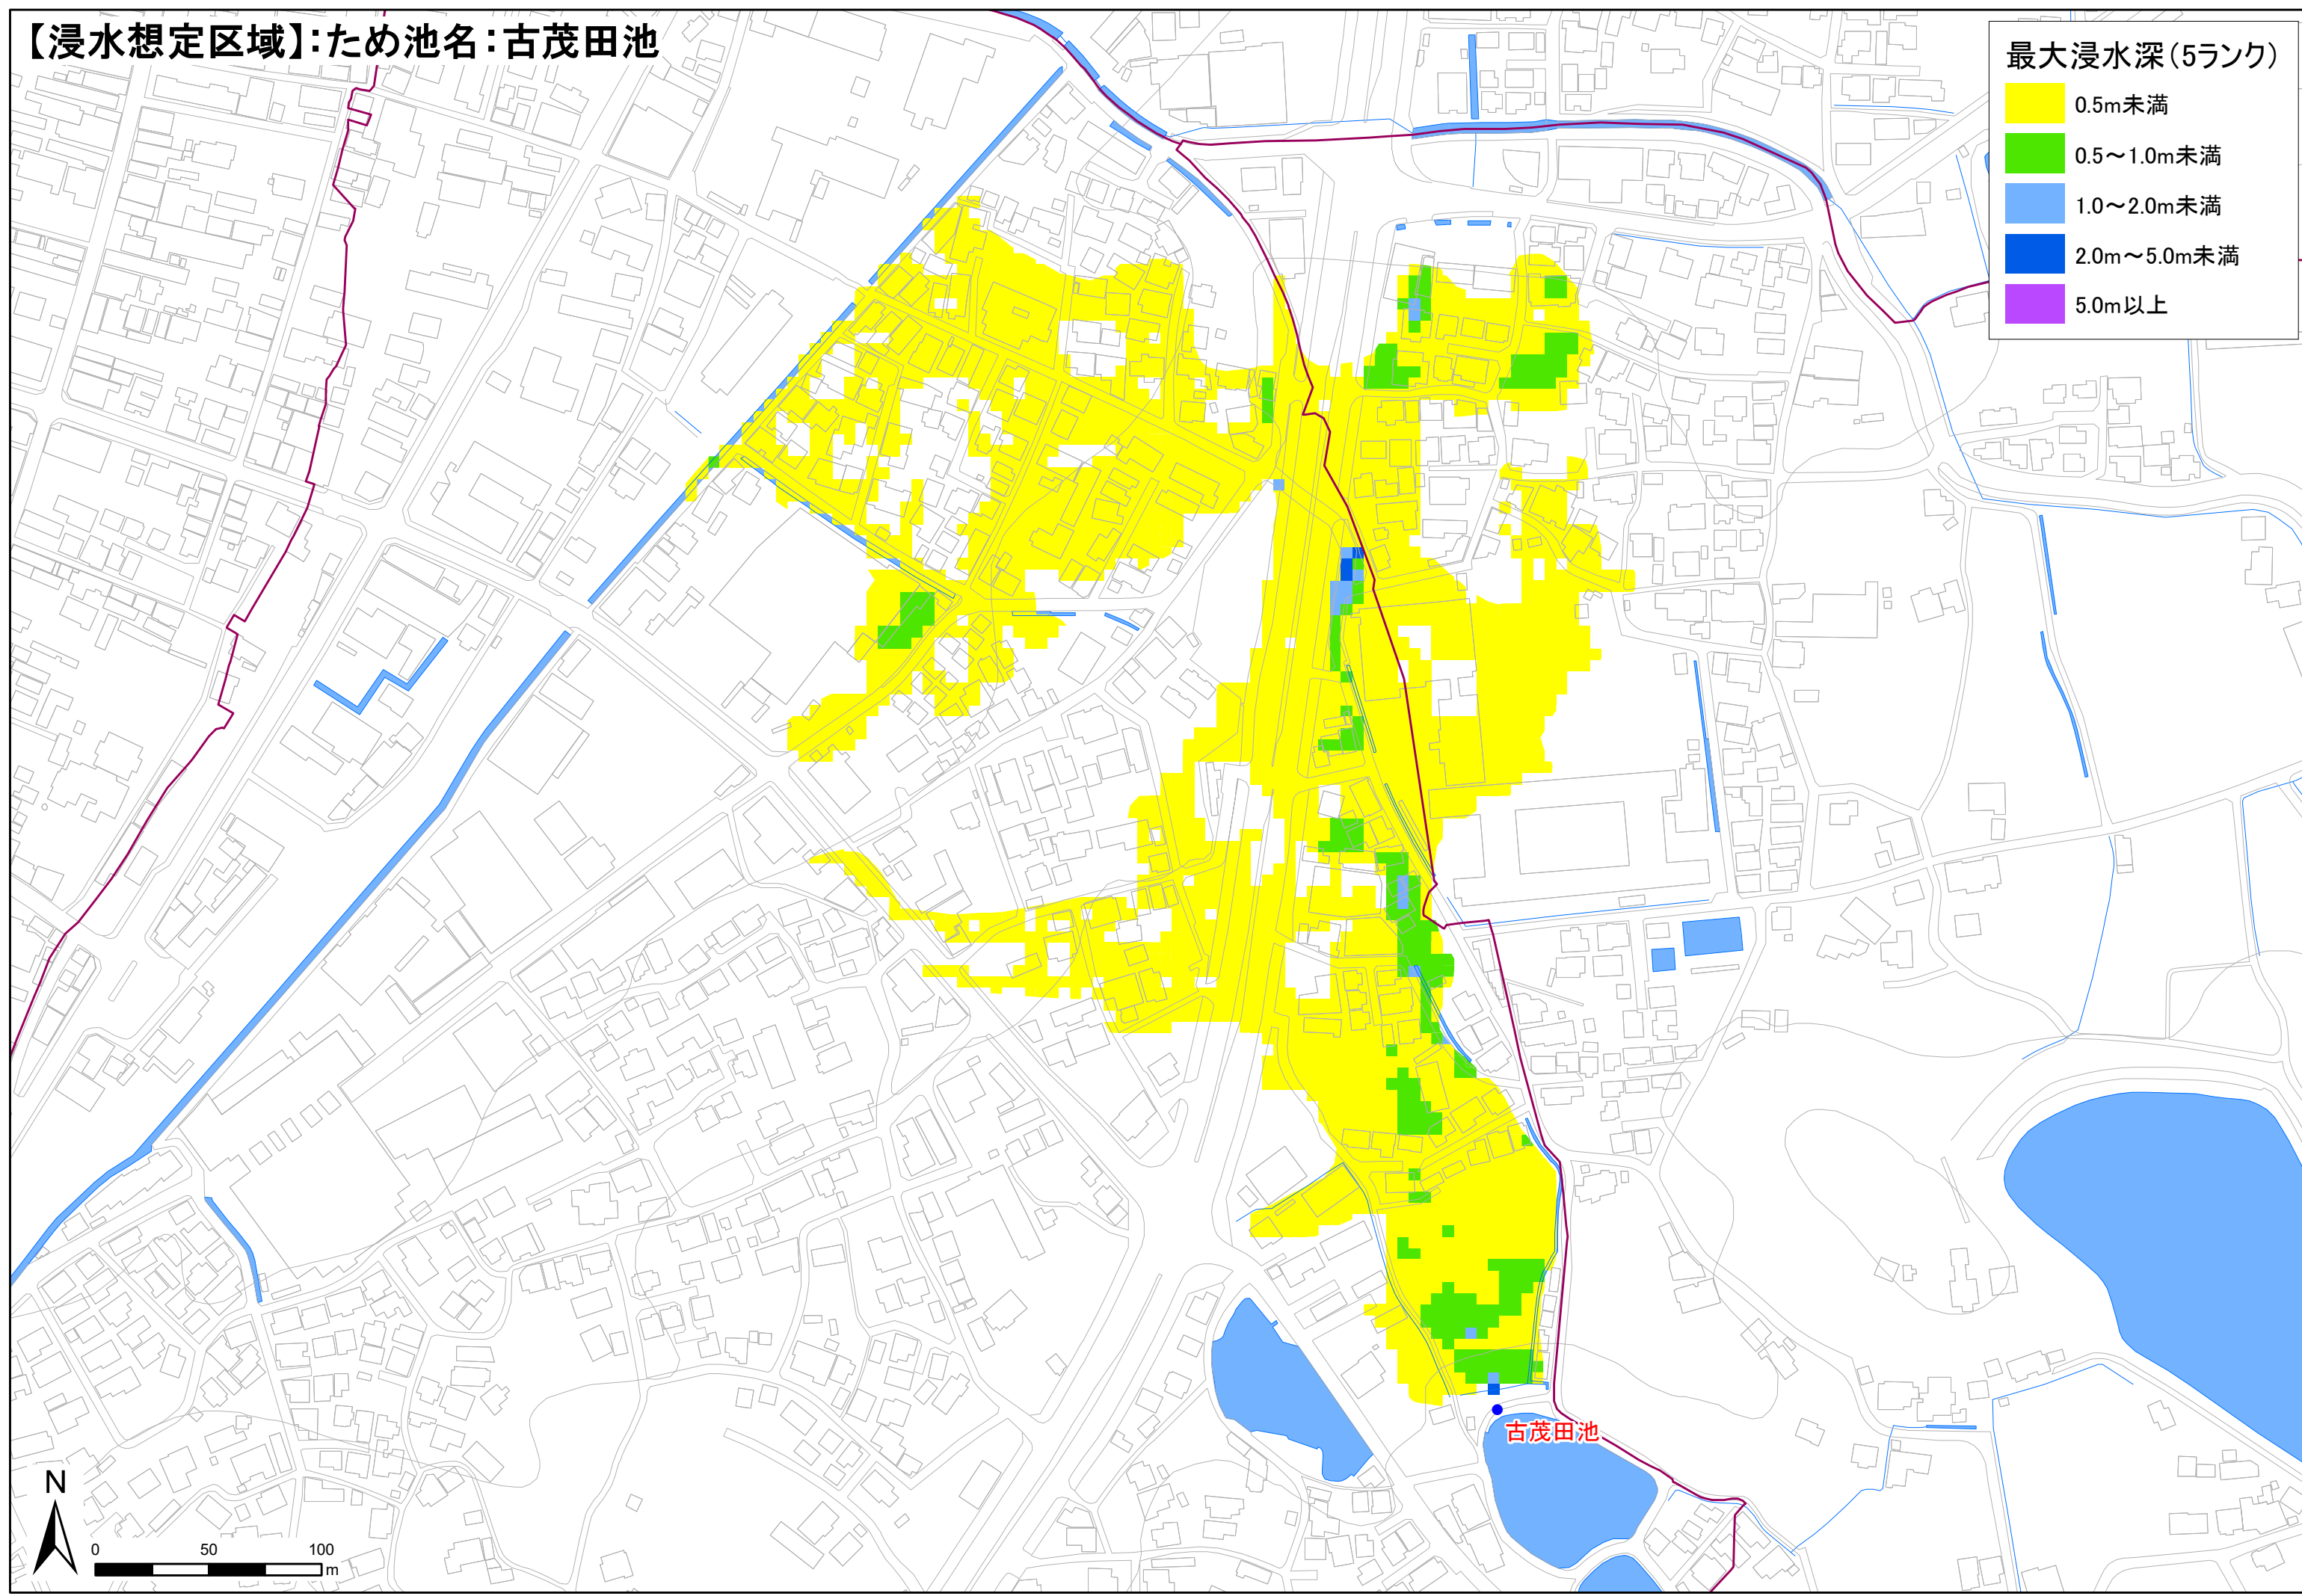 【浸水想定区域】:ため池名:古茂田池
最大浸水深(5ランク)
0.5m未満
0.5～1.0m未満
1.0～2.0m未満
2.0m～5.0m未満
5.0m以上
古茂田池
N
0 50 100
m